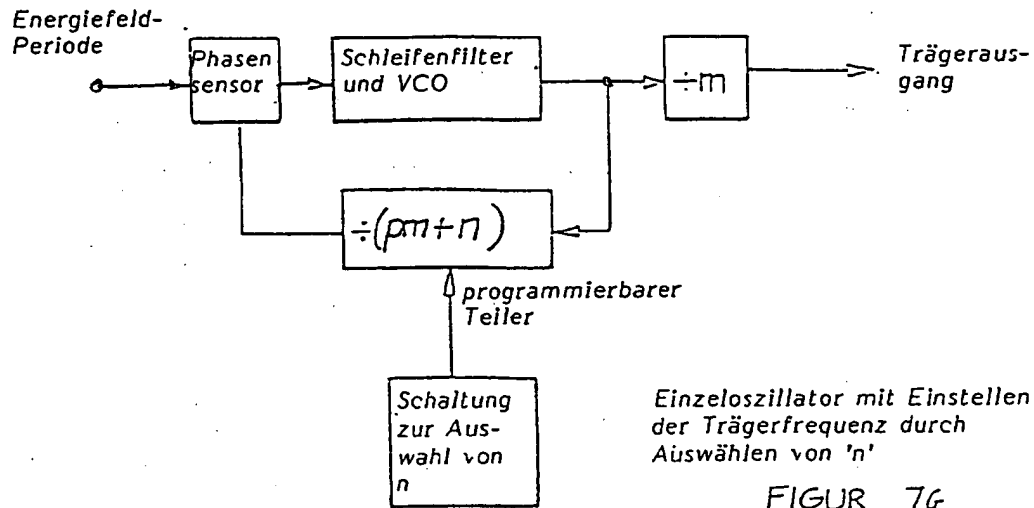 Energiefeld-
Periode
Phasen
sensor
Schleifenfilter
und VCO
÷m
Trägeraus-
gang
÷(pm+n)
programmierbarer
Teiler
Schaltung
zur Aus-
wahl von
n
Einzeloszillator mit Einstellen
der Trägerfrequenz durch
Auswählen von 'n'
FIGUR 7G